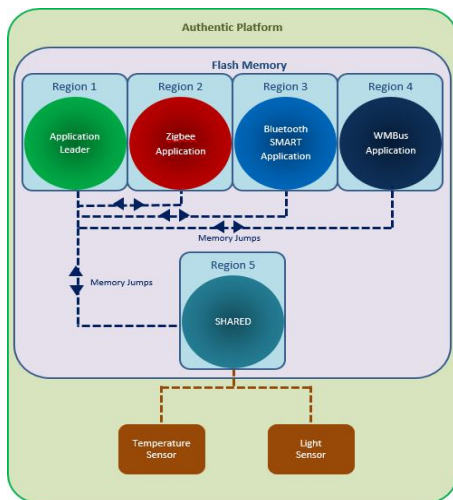 Authentic Platform
Flash Memory
Region 1
Region 2
Region 3
Region 4
Application
Leader
Zigbee
Application
Bluetooth
SMART
Application
WMBus
Application
Memory Jumps
Region 5
Memory Jumps
SHARED
Temperature
Sensor
Light
Sensor